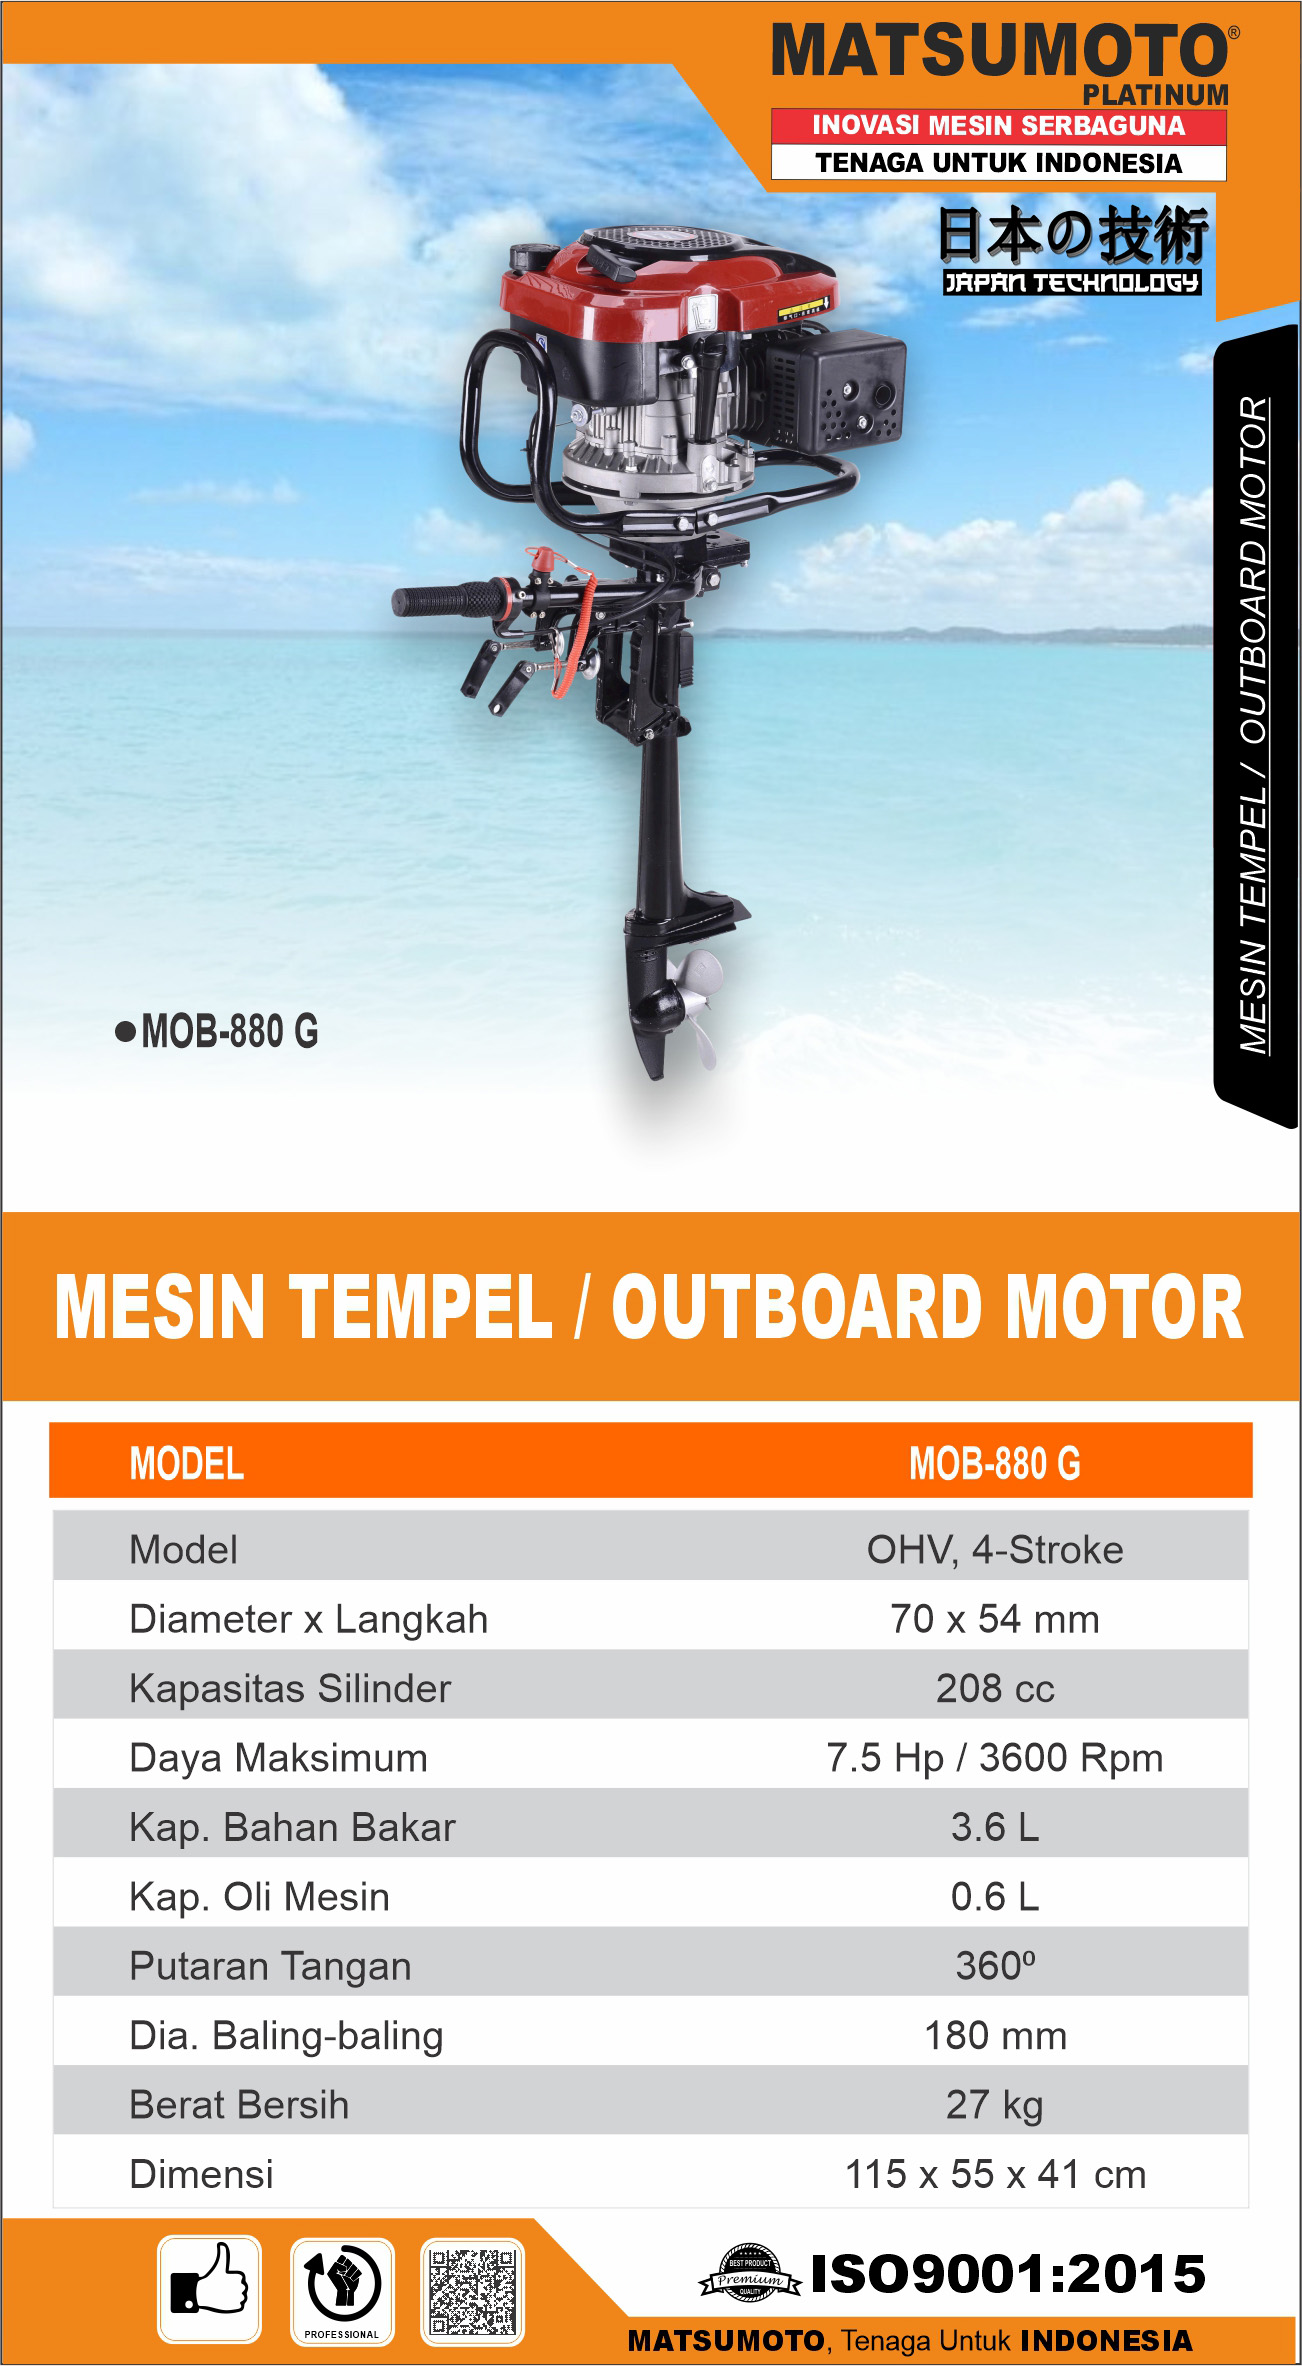 MATSUMOTO®
PLATINUM
INOVASI MESIN SERBAGUNA
TENAGA UNTUK INDONESIA
日本の技術
JAPAN TECHNOLOGY
MESIN TEMPEL / OUTBOARD MOTOR
●MOB-880 G
MESIN TEMPEL / OUTBOARD MOTOR
MODEL MOB-880 G
Model OHV, 4-Stroke
Diameter x Langkah 70 x 54 mm
Kapasitas Silinder 208 cc
Daya Maksimum 7.5 Hp / 3600 Rpm
Kap. Bahan Bakar 3.6 L
Kap. Oli Mesin 0.6 L
Putaran Tangan 360º
Dia. Baling-baling 180 mm
Berat Bersih 27 kg
Dimensi 115 x 55 x 41 cm
PROFESSIONAL
BEST PRODUCT
Premium
QUALITY
ISO9001:2015
MATSUMOTO, Tenaga Untuk INDONESIA